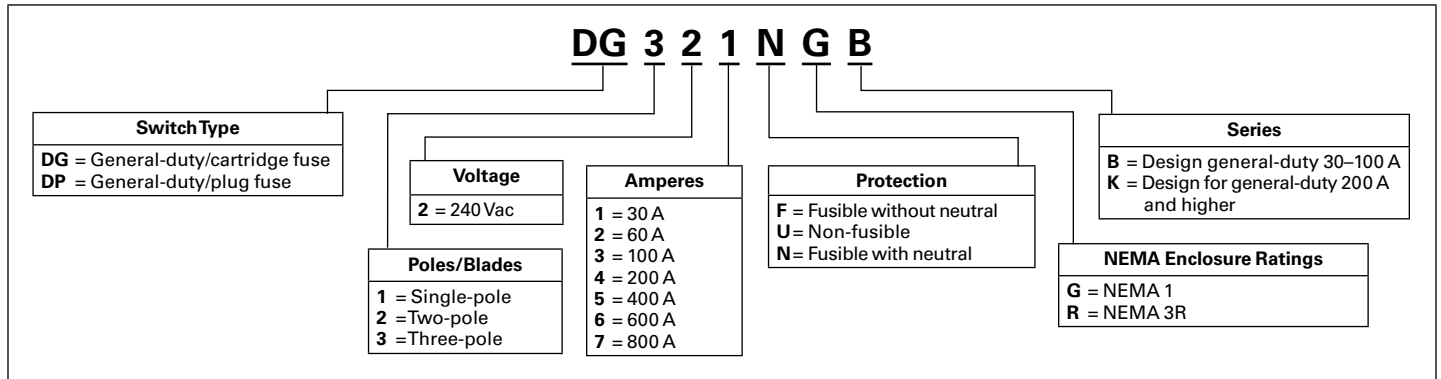 DG 3 2 1 N G B
Switch Type
DG = General-duty/cartridge fuse
DP = General-duty/plug fuse
Poles/Blades
1 = Single-pole
2 = Two-pole
3 = Three-pole
Voltage
2 = 240 Vac
Amperes
1 = 30 A
2 = 60 A
3 = 100 A
4 = 200 A
5 = 400 A
6 = 600 A
7 = 800 A
Protection
F = Fusible without neutral
U = Non-fusible
N = Fusible with neutral
NEMA Enclosure Ratings
G = NEMA 1
R = NEMA 3R
Series
B = Design general-duty 30–100 A
K = Design for general-duty 200 A
and higher